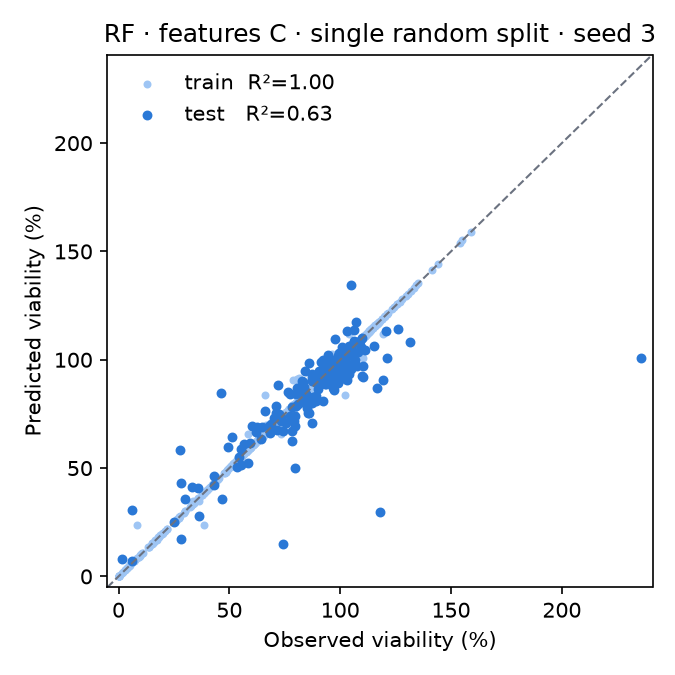 RF · features C · single random split · seed 3
train R²=1.00
test R²=0.63
200
150
100
50
0
0 50 100 150 200
Predicted viability (%)
Observed viability (%)